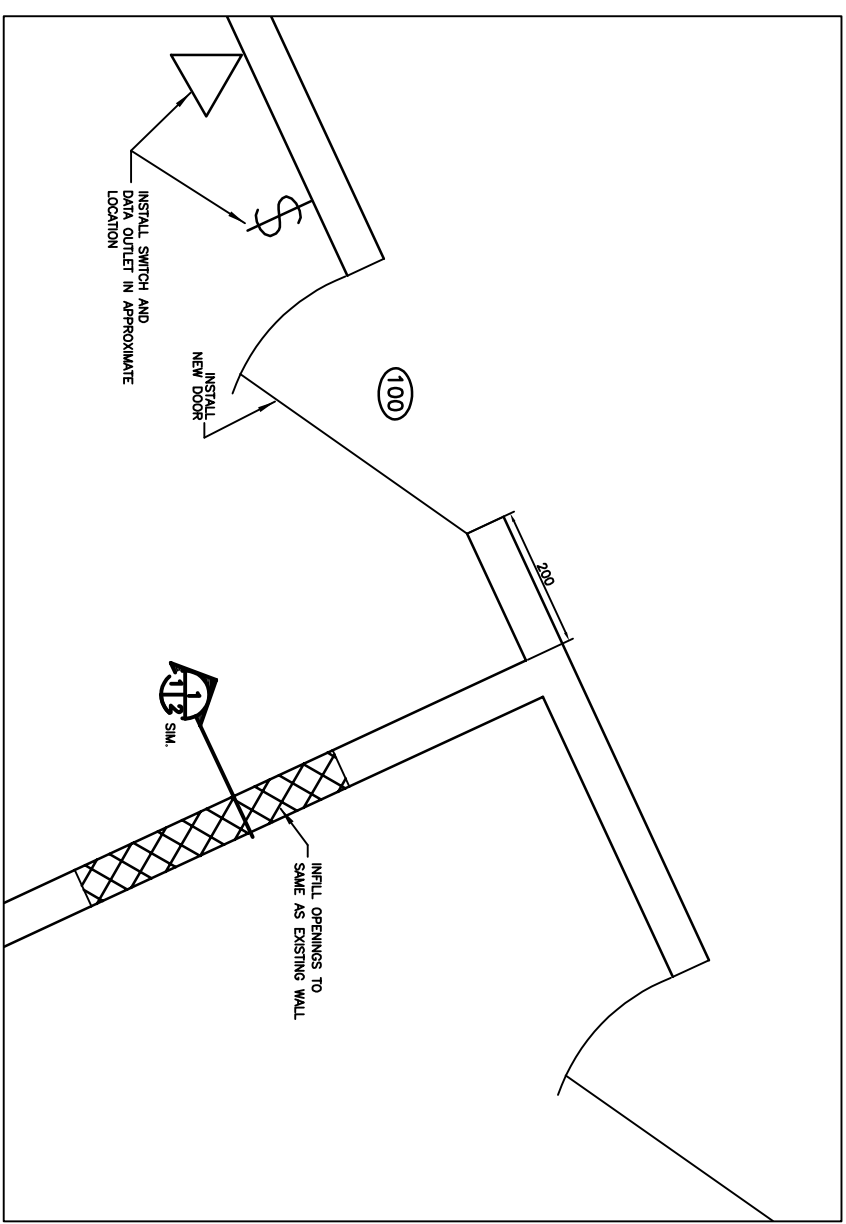 INSTALL SWITCH AND
DATA OUTLET IN APPROXIMATE
LOCATION
INSTALL
NEW DOOR
100
200
1
1 2
SIM.
INFILL OPENINGS TO
SAME AS EXISTING WALL